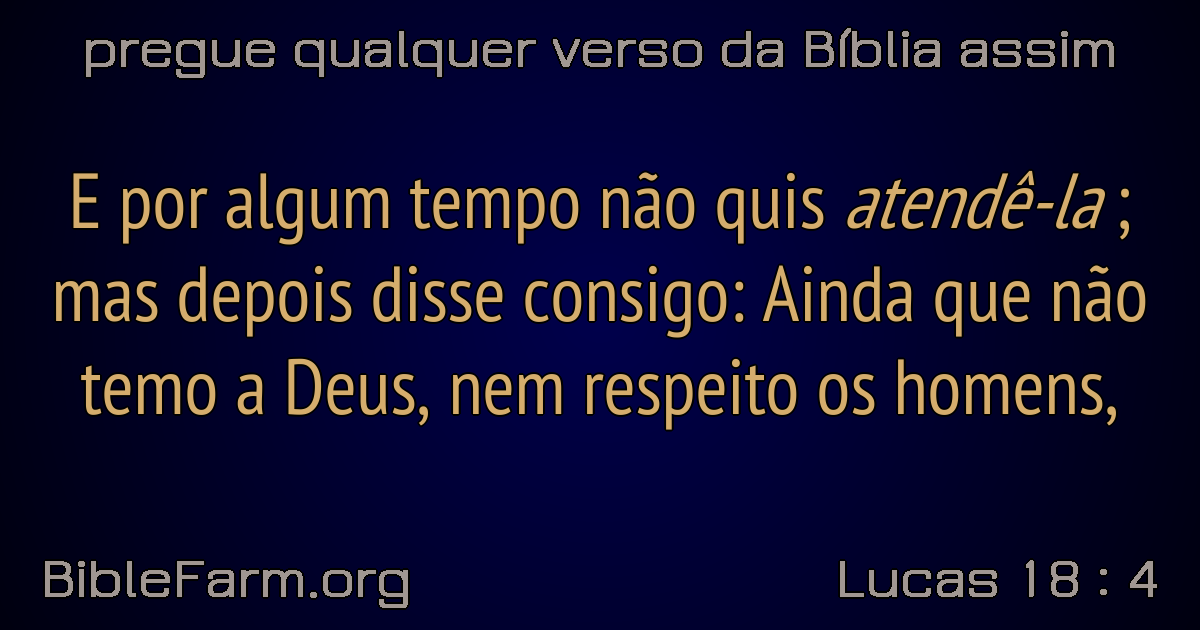 pregue qualquer verso da Bíblia assim
E por algum tempo não quis atendê-la ;
mas depois disse consigo: Ainda que não
temo a Deus, nem respeito os homens,
BibleFarm.org
Lucas 18 : 4